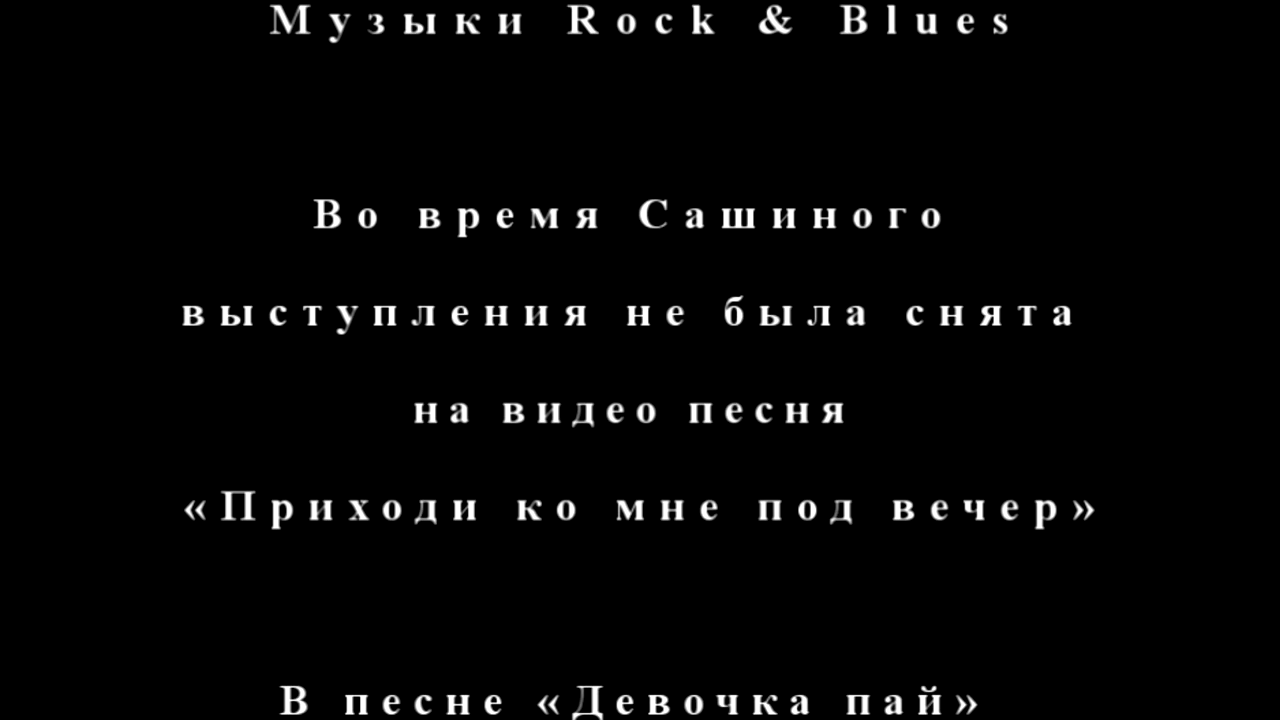 Музыки Rock & Blues
Во время Сашиного
выступления не была снята
на видео песня
«Приходи ко мне под вечер»
В песне «Девочка пай»